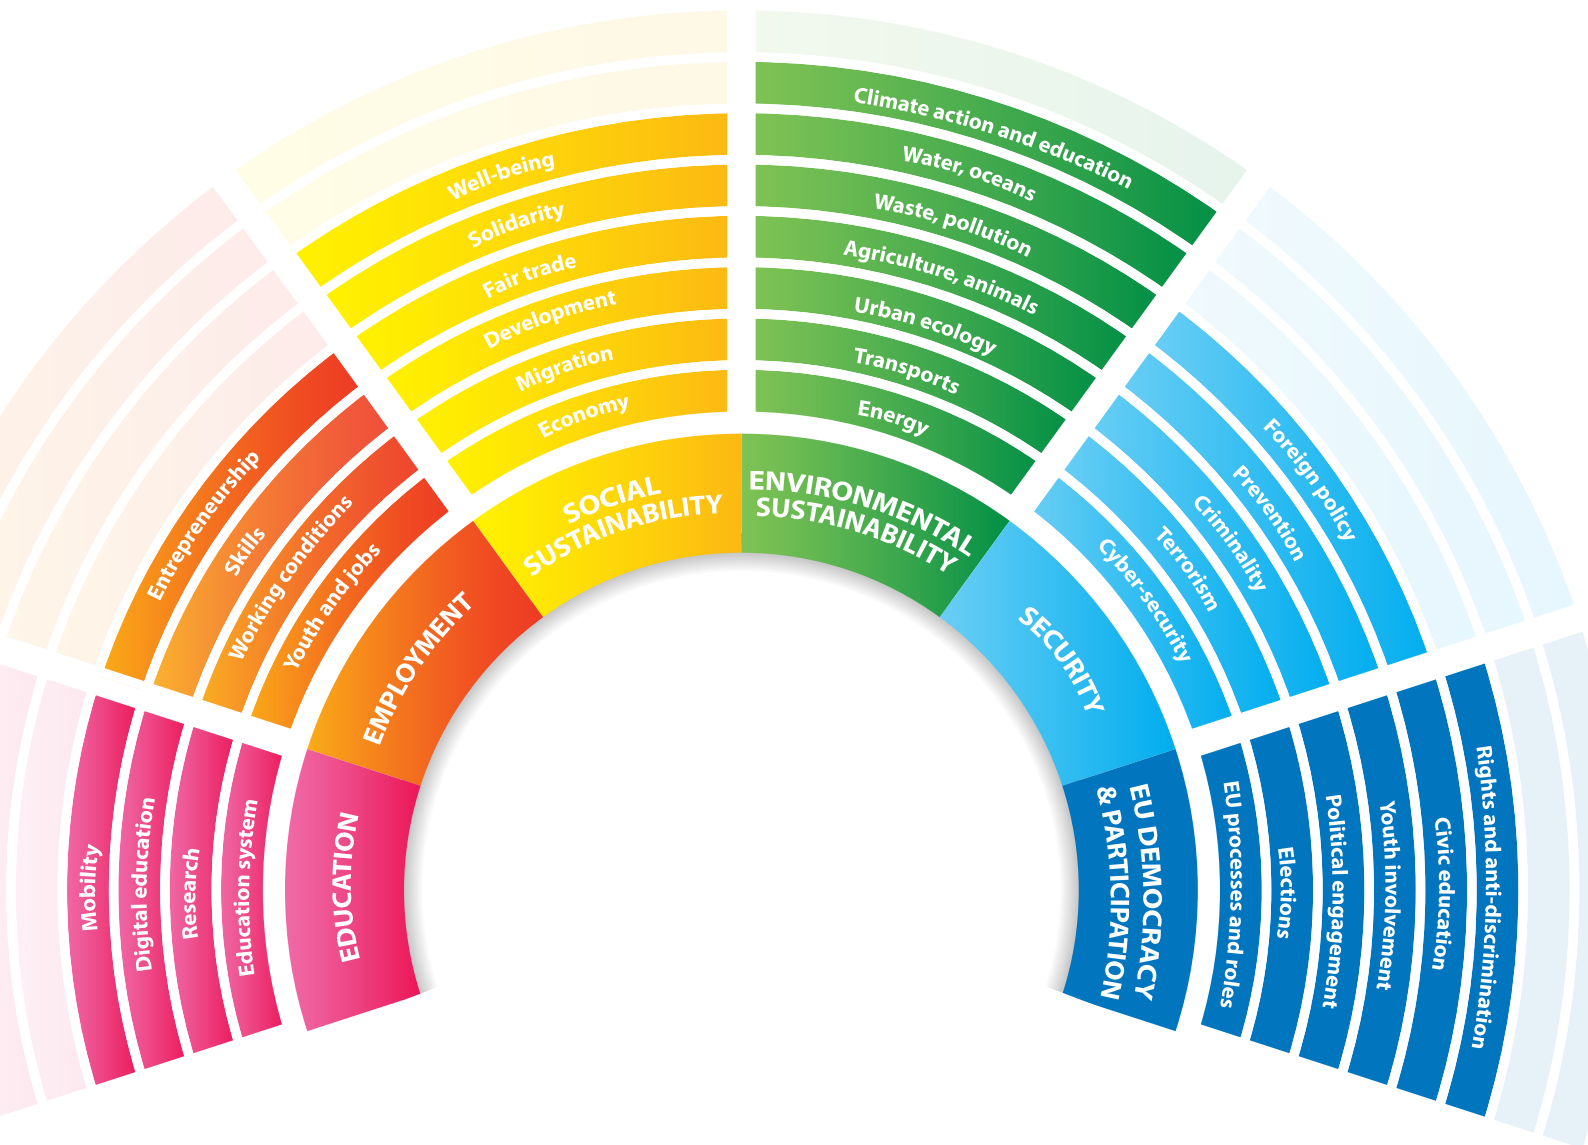 Mobility
Digital education
Research
Education system
EDUCATION
Entrepreneurship
Skills
Working conditions
Youth and jobs
EMPLOYMENT
Well-being
Solidarity
Fair trade
Development
Migration
Economy
SOCIAL
SUSTAINABILITY
Climate action and education
Water, oceans
Waste, pollution
Agriculture, animals
Urban ecology
Transports
Energy
ENVIRONMENTAL
SUSTAINABILITY
Foreign policy
Prevention
Criminality
Terrorism
Cyber-security
SECURITY
Rights and anti-discrimination
Civic education
Youth involvement
Political engagement
Elections
EU processes and roles
EU DEMOCRACY
& PARTICIPATION